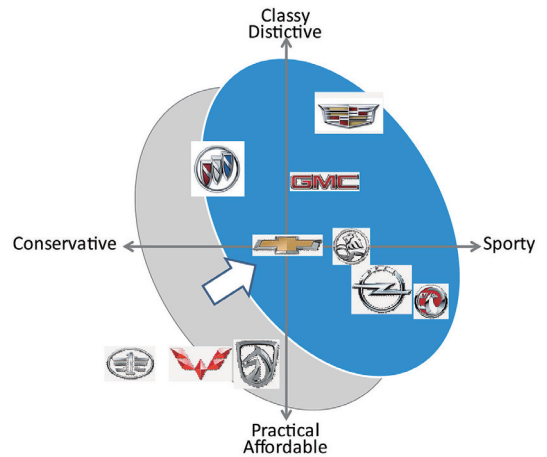 Classy
Distictive
GMC
Conservative
Sporty
Practical
Affordable